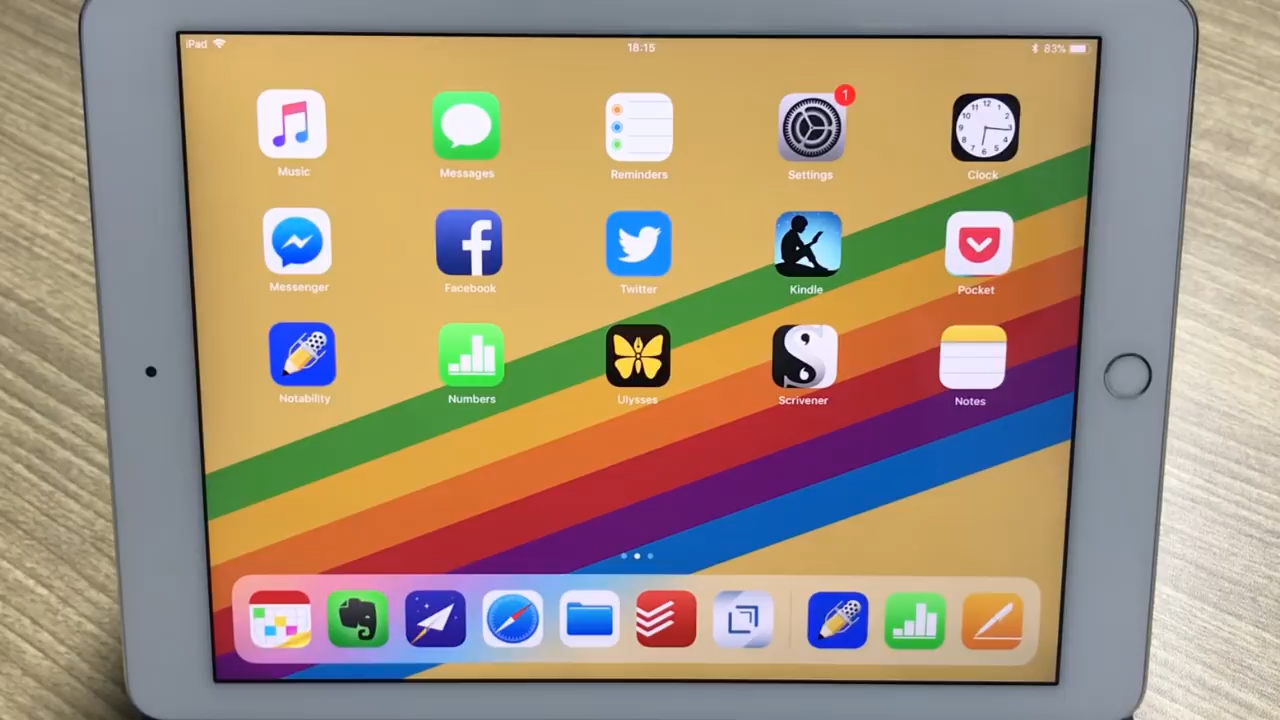 iPad 18:15 83%
1
Music Messages Reminders Settings Clock
Messenger Facebook Twitter Kindle Pocket
Notability Numbers Ulysses Scrivener Notes